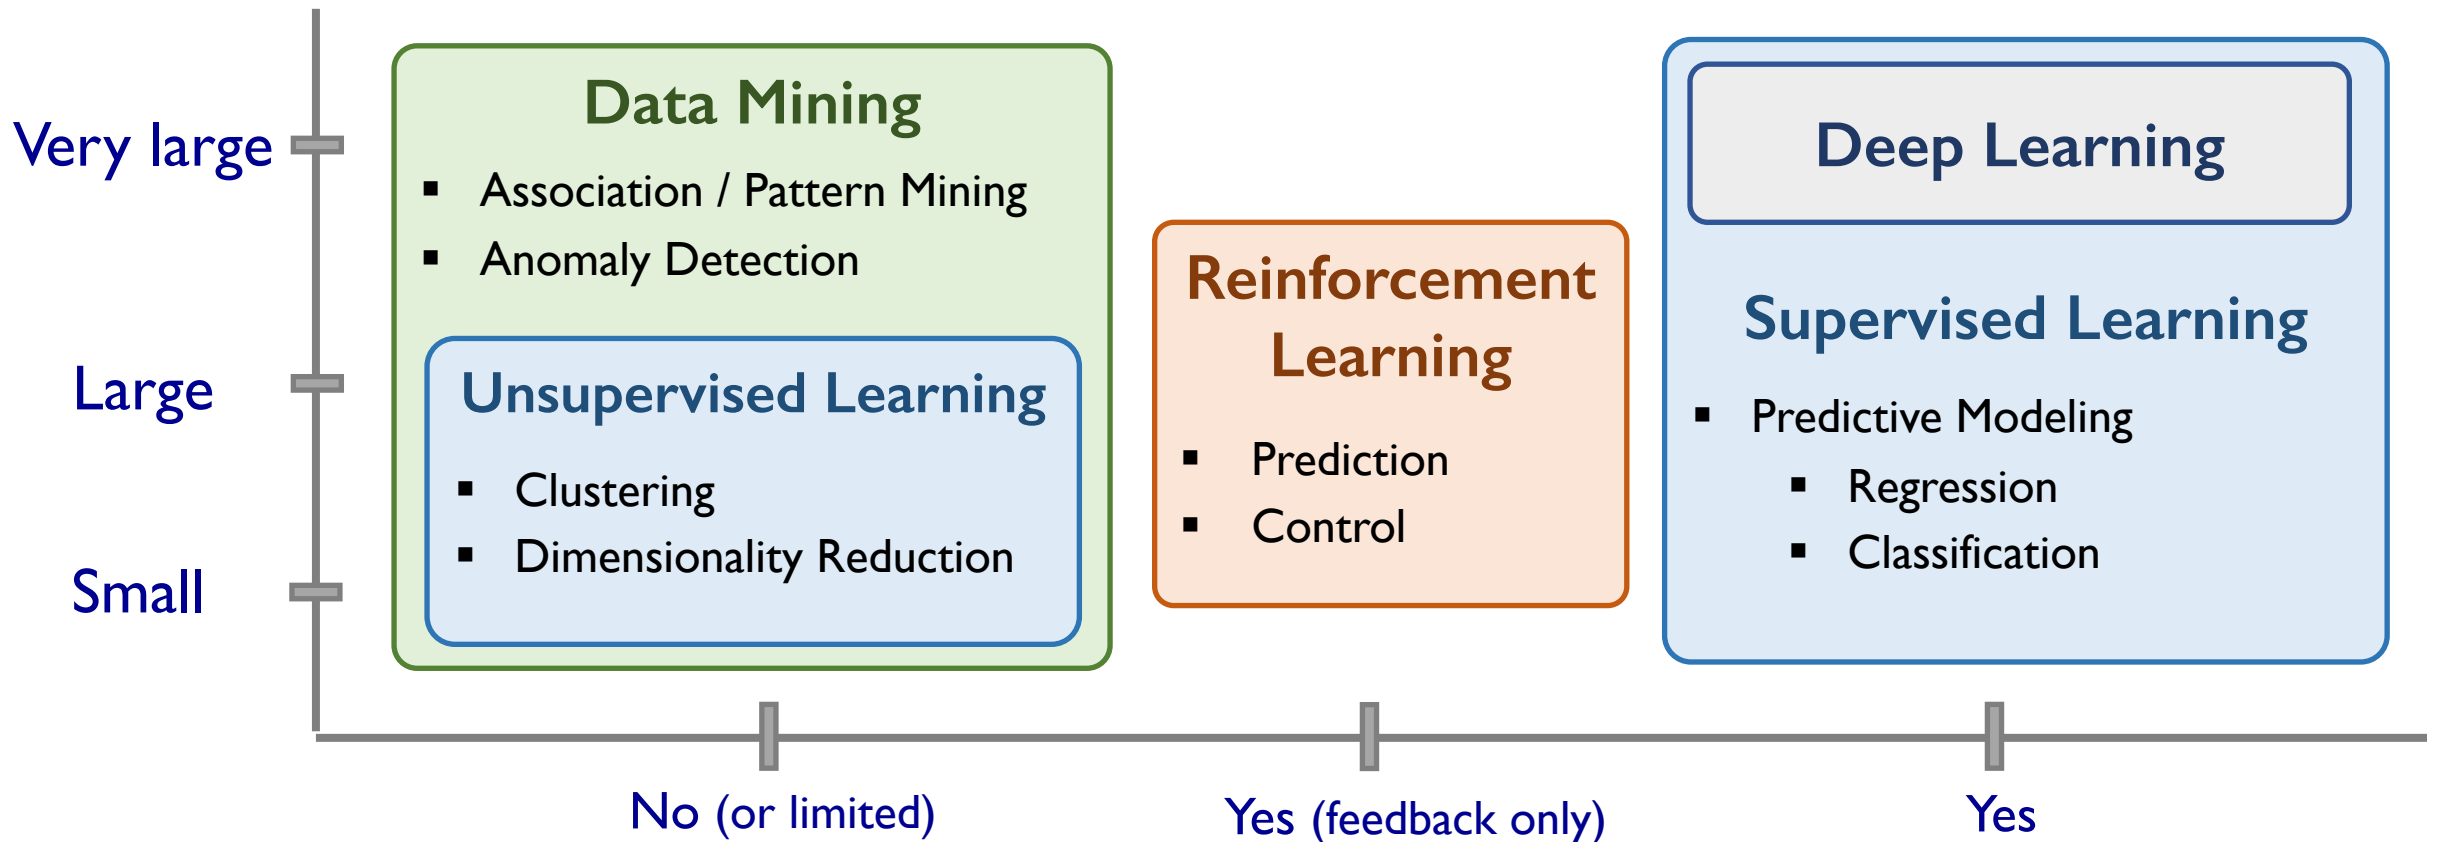 Very large
Large
Small
Data Mining
▪ Association / Pattern Mining
▪ Anomaly Detection
Unsupervised Learning
▪ Clustering
▪ Dimensionality Reduction
Reinforcement
Learning
▪ Prediction
▪ Control
Deep Learning
Supervised Learning
▪ Predictive Modeling
▪ Regression
▪ Classification
No (or limited)
Yes (feedback only)
Yes